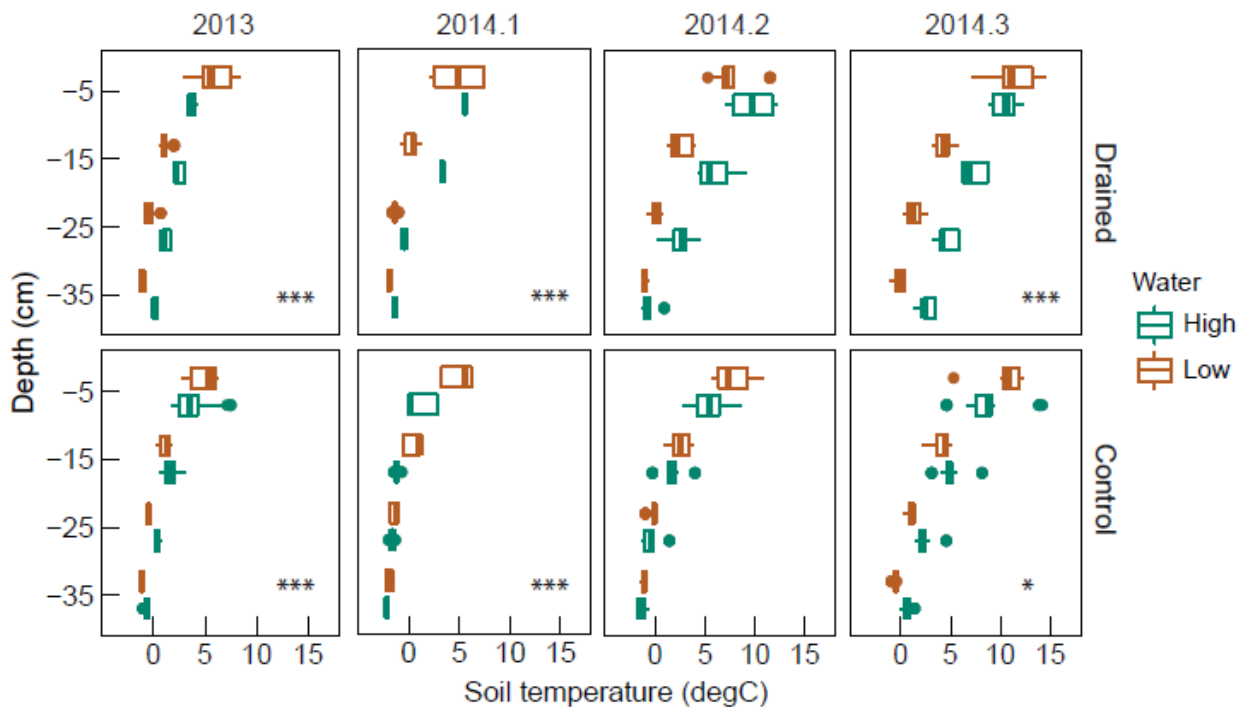 2013 2014.1 2014.2 2014.3
−5
−15
−25
−35
***
***
***
Drained
Depth (cm)
Water
High
Low
−5
−15
−25
−35
***
***
*
Control
0 5 10 15 0 5 10 15 0 5 10 15 0 5 10 15
Soil temperature (degC)